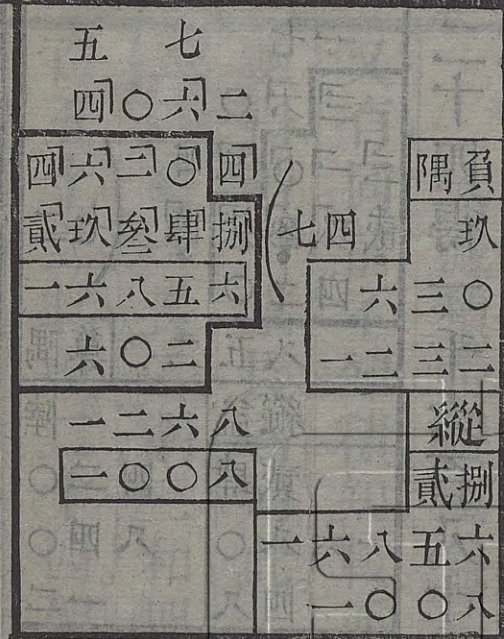 五七
四〇六二
四六二〇四
貳玖叁肆捌
一六八五六
六〇二
一二六八
一〇〇八
七四
負隅
玖
六三〇
一二三二
縱
貳捌
一六八五六
一〇〇八